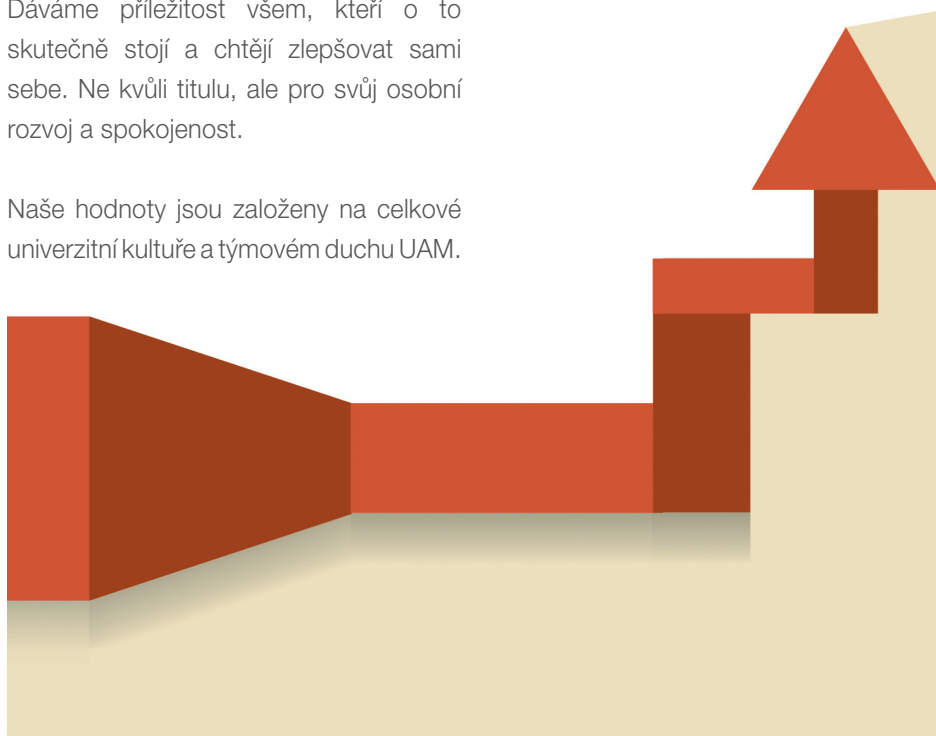 Dáváme příležitost všem, kteří o to
skutečně stojí a chtějí zlepšovat sami
sebe. Ne kvůli titulu, ale pro svůj osobní
rozvoj a spokojenost.
Naše hodnoty jsou založeny na celkové
univerzitní kultuře a týmovém duchu UAM.